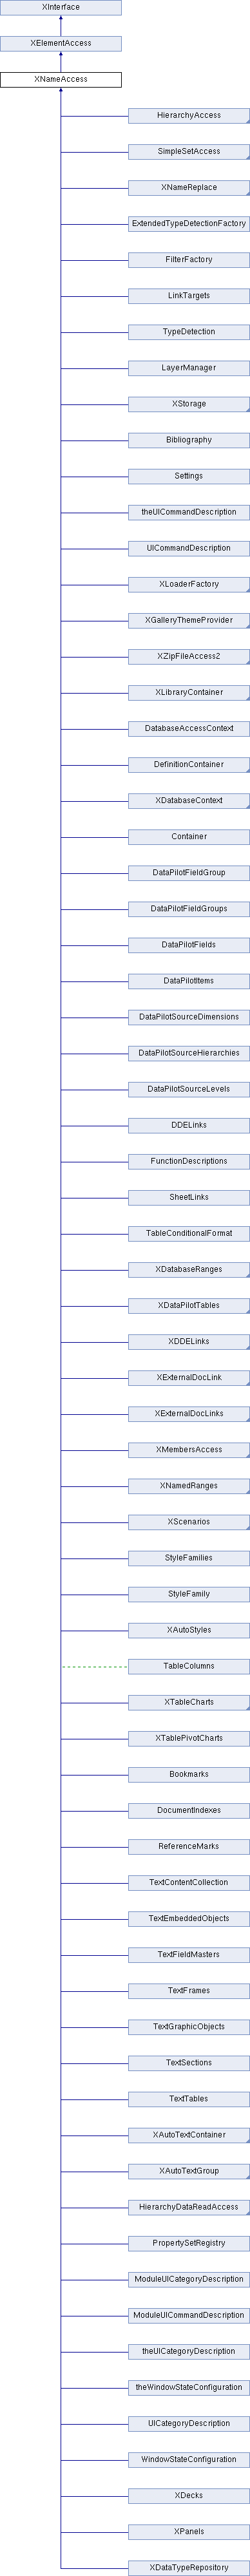 XInterface
XElementAccess
XNameAccess
HierarchyAccess
SimpleSetAccess
XNameReplace
ExtendedTypeDetectionFactory
FilterFactory
LinkTargets
TypeDetection
LayerManager
XStorage
Bibliography
Settings
theUICommandDescription
UICommandDescription
XLoaderFactory
XGalleryThemeProvider
XZipFileAccess2
XLibraryContainer
DatabaseAccessContext
DefinitionContainer
XDatabaseContext
Container
DataPilotFieldGroup
DataPilotFieldGroups
DataPilotFields
DataPilotItems
DataPilotSourceDimensions
DataPilotSourceHierarchies
DataPilotSourceLevels
DDELinks
FunctionDescriptions
SheetLinks
TableConditionalFormat
XDatabaseRanges
XDataPilotTables
XDDELinks
XExternalDocLink
XExternalDocLinks
XMembersAccess
XNamedRanges
XScenarios
StyleFamilies
StyleFamily
XAutoStyles
TableColumns
XTableCharts
XTablePivotCharts
Bookmarks
DocumentIndexes
ReferenceMarks
TextContentCollection
TextEmbeddedObjects
TextFieldMasters
TextFrames
TextGraphicObjects
TextSections
TextTables
XAutoTextContainer
XAutoTextGroup
HierarchyDataReadAccess
PropertySetRegistry
ModuleUICategoryDescription
ModuleUICommandDescription
theUICategoryDescription
theWindowStateConfiguration
UICategoryDescription
WindowStateConfiguration
XDecks
XPanels
XDataTypeRepository